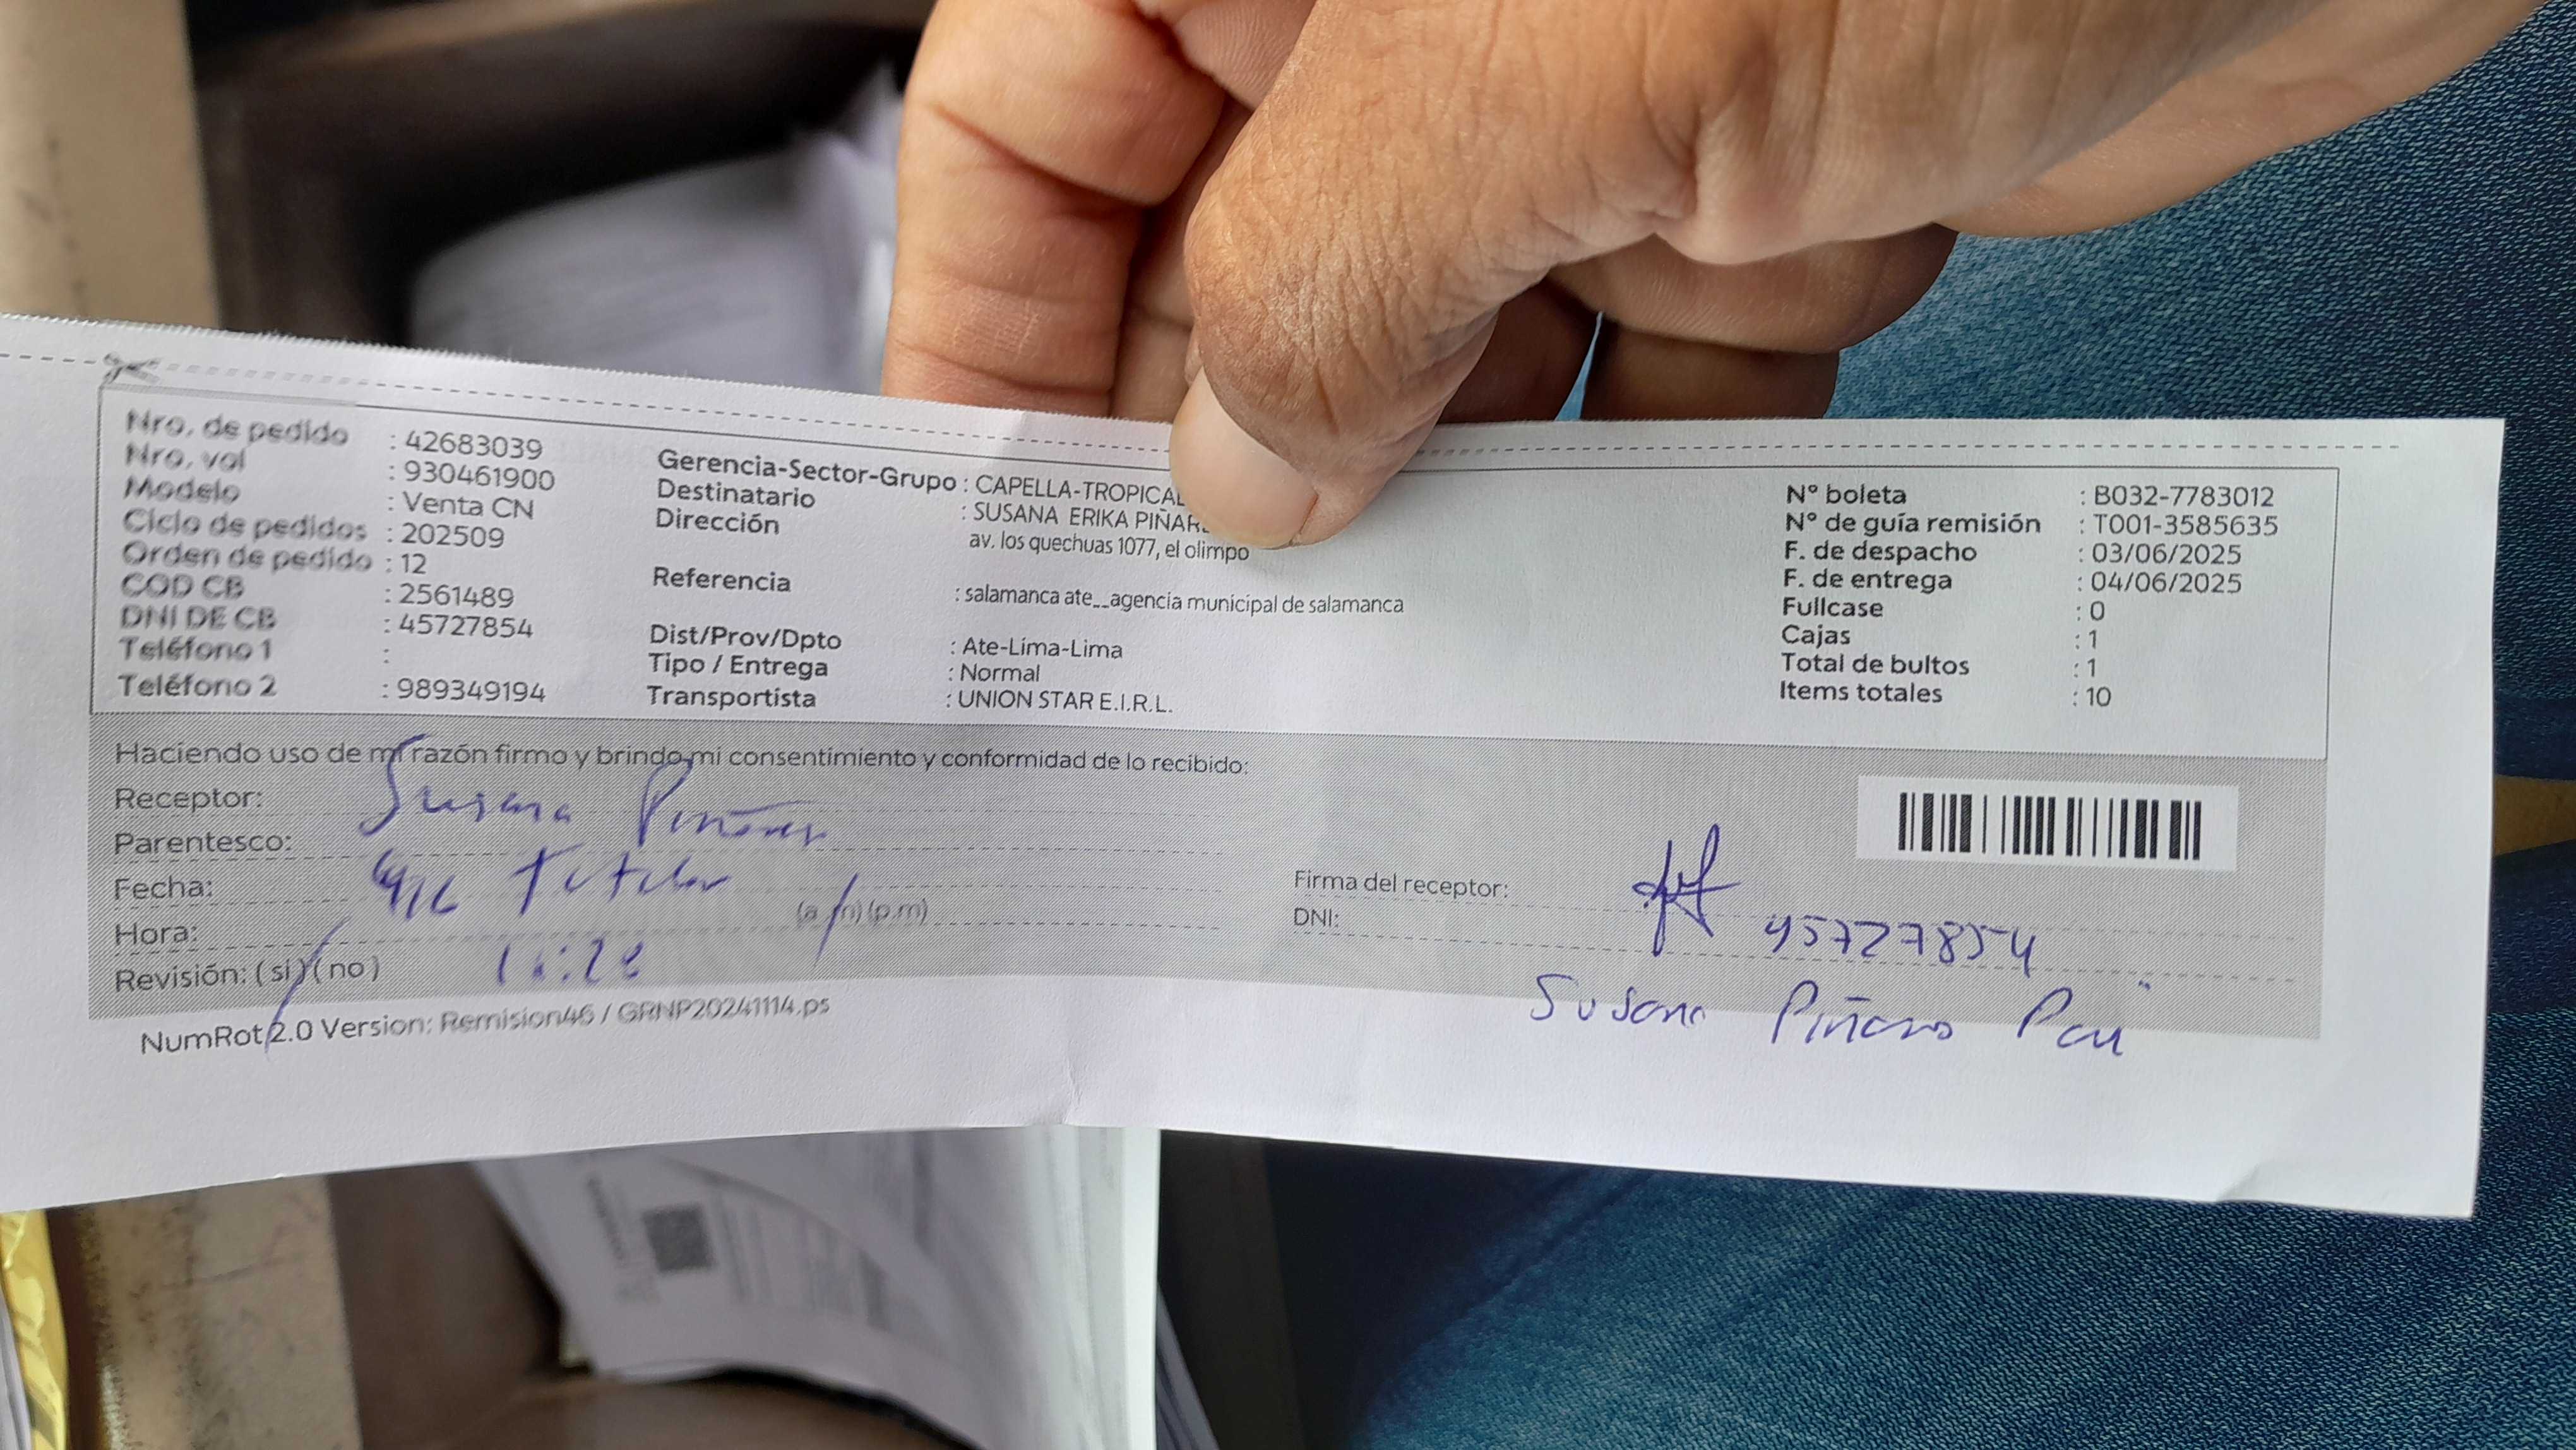 Nro. de pedido : 42683039
Nro. val : 930461900
Modelo : Venta CN
Ciclo de pedidos : 202509
Orden de pedido : 12
COD CB : 2561489
DNI DE CB : 45727854
Teléfono 1 :
Teléfono 2 : 989349194
Gerencia-Sector-Grupo : CAPELLA-TROPICAL
Destinatario : SUSANA ERIKA PIÑAR
Dirección av. los quechuas 1077, el olimpo
Referencia : salamanca ate__agencia municipal de salamanca
Dist/Prov/Dpto : Ate-Lima-Lima
Tipo / Entrega : Normal
Transportista : UNION STAR E.I.R.L.
N° boleta : B032-7783012
N° de guía remisión : T001-3585635
F. de despacho : 03/06/2025
F. de entrega : 04/06/2025
Fullcase : 0
Cajas : 1
Total de bultos : 1
Items totales : 10
Haciendo uso de mi razón firmo y brindo mi consentimiento y conformidad de lo recibido:
Receptor: Susana
Parentesco: Titular
Fecha: 4/6
Hora: (a.m) (p.m)
Revisión: (si) (no)
Firma del receptor:
DNI: 45727854
Susana Piñaro
NumRot 2.0 Version: Remision46 / GRNP20241114.ps